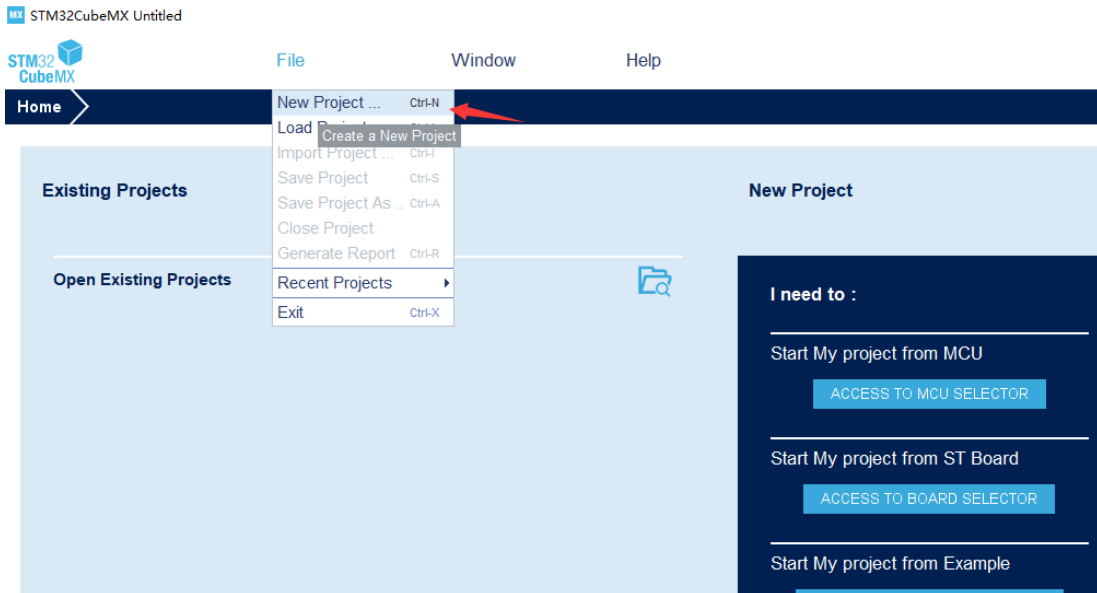 MX STM32CubeMX Untitled
STM32
CubeMX
File Window Help
Home
New Project ... Ctrl-N
Load
Create a New Project
Import Project ... Ctrl-I
Save Project Ctrl-S
Save Project As .. Ctrl-A
Close Project
Generate Report Ctrl-R
Recent Projects
Exit Ctrl-X
Existing Projects
Open Existing Projects
New Project
I need to :
Start My project from MCU
ACCESS TO MCU SELECTOR
Start My project from ST Board
ACCESS TO BOARD SELECTOR
Start My project from Example